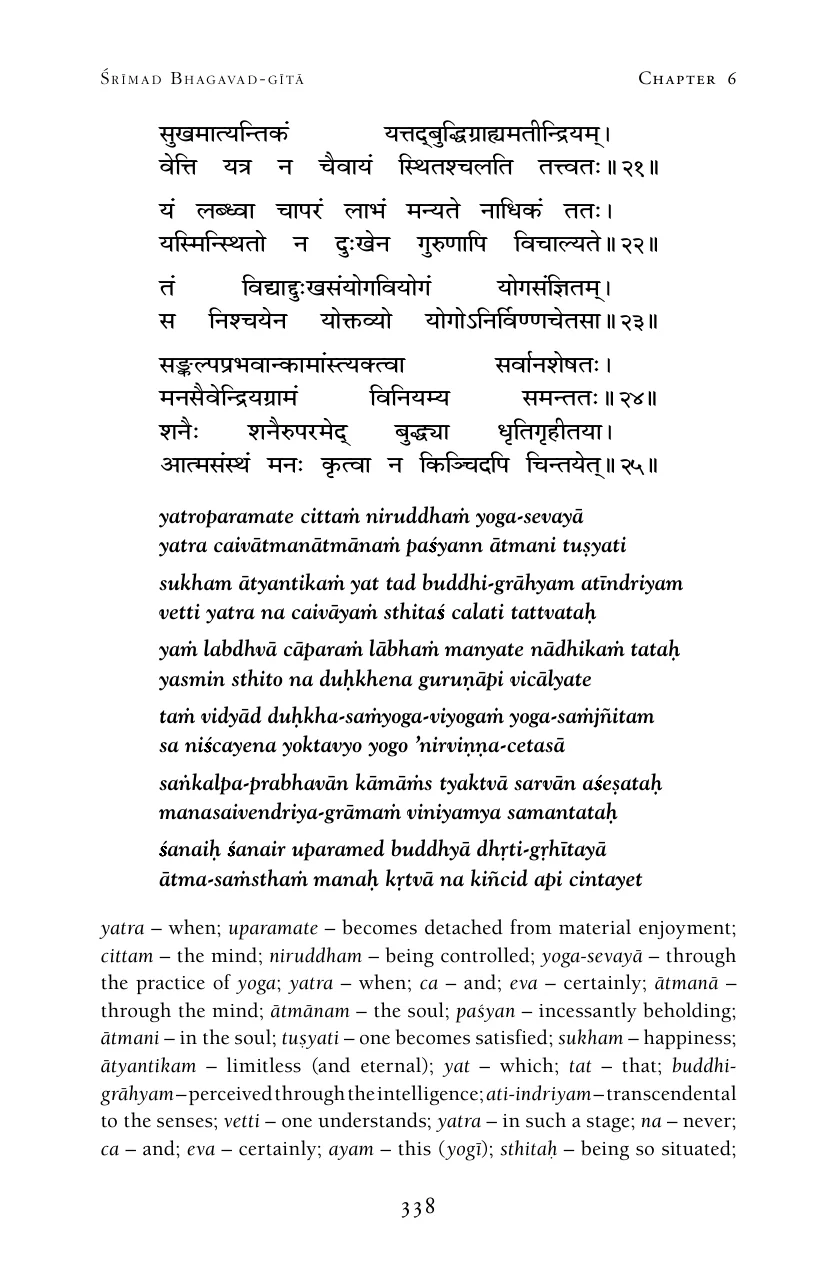 Śrīmad Bhagavad-gītā Chapter 6
सुखमात्यन्तिकं यत्तद्बुद्धिग्राह्यमतीन्द्रियम्।
वेत्ति यत्र न चैवायं स्थितश्चलति तत्त्वतः॥२१॥
यं लब्ध्वा चापरं लाभं मन्यते नाधिकं ततः।
यस्मिन्स्थितो न दुःखेन गुरुणापि विचाल्यते॥२२॥
तं विद्याद्दुःखसंयोगवियोगं योगसंज्ञितम्।
स निश्चयेन योक्तव्यो योगोऽनिर्विण्णचेतसा॥२३॥
सङ्कल्पप्रभवान्कामांस्त्यक्त्वा सर्वानशेषतः।
मनसैवेन्द्रियग्रामं विनियम्य समन्ततः॥२४॥
शनैः शनैरुपरमेद् बुद्ध्या धृतिगृहीतया।
आत्मसंस्थं मनः कृत्वा न किञ्चिदपि चिन्तयेत्॥२५॥
yatroparamate cittaṁ niruddhaṁ yoga-sevayā
yatra caivātmanātmānaṁ paśyann ātmani tuṣyati
sukham ātyantikaṁ yat tad buddhi-grāhyam atīndriyam
vetti yatra na caivāyaṁ sthitaś calati tattvataḥ
yaṁ labdhvā cāparaṁ lābhaṁ manyate nādhikaṁ tataḥ
yasmin sthito na duḥkhena guruṇāpi vicālyate
taṁ vidyād duḥkha-saṁyoga-viyogaṁ yoga-saṁjñitam
sa niścayena yoktavyo yogo ’nirviṇṇa-cetasā
saṅkalpa-prabhavān kāmāṁs tyaktvā sarvān aśeṣataḥ
manasaivendriya-grāmaṁ viniyamya samantataḥ
śanaiḥ śanair uparamed buddhyā dhṛti-gṛhītayā
ātma-saṁsthaṁ manaḥ kṛtvā na kiñcid api cintayet
yatra – when; uparamate – becomes detached from material enjoyment;
cittam – the mind; niruddham – being controlled; yoga-sevayā – through
the practice of yoga; yatra – when; ca – and; eva – certainly; ātmanā –
through the mind; ātmānam – the soul; paśyan – incessantly beholding;
ātmani – in the soul; tuṣyati – one becomes satisfied; sukham – happiness;
ātyantikam – limitless (and eternal); yat – which; tat – that; buddhi-
grāhyam – perceived through the intelligence; ati-indriyam – transcendental
to the senses; vetti – one understands; yatra – in such a stage; na – never;
ca – and; eva – certainly; ayam – this (yogī); sthitaḥ – being so situated;
338